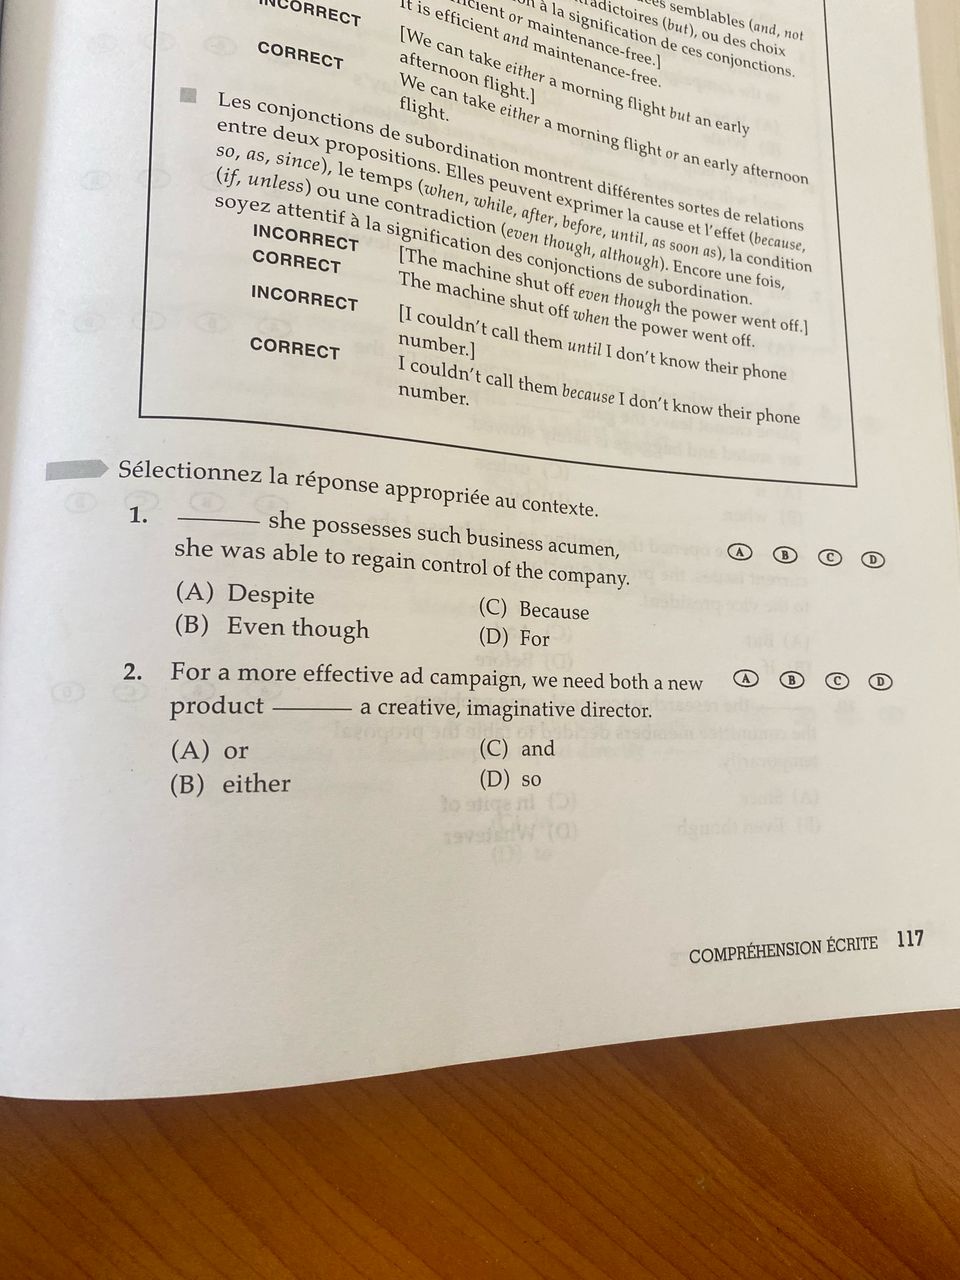 semblables (and, not
contradictoires (but), ou des choix
à la signification de ces conjonctions.
INCORRECT
or maintenance-free.]
CORRECT
It is efficient and maintenance-free.
[We can take either a morning flight but an early
afternoon flight.]
We can take either a morning flight or an early afternoon
flight.
Les conjonctions de subordination montrent différentes sortes de relations
entre deux propositions. Elles peuvent exprimer la cause et l'effet (because,
so, as, since), le temps (when, while, after, before, until, as soon as), la condition
(if, unless) ou une contradiction (even though, although). Encore une fois,
soyez attentif à la signification des conjonctions de subordination.
INCORRECT [The machine shut off even though the power went off.]
CORRECT The machine shut off when the power went off.
INCORRECT [I couldn't call them until I don't know their phone
number.]
CORRECT I couldn't call them because I don't know their phone
number.
Sélectionnez la réponse appropriée au contexte.
1. ______ she possesses such business acumen, A B C D
she was able to regain control of the company.
(A) Despite (C) Because
(B) Even though (D) For
2. For a more effective ad campaign, we need both a new A B C D
product ______ a creative, imaginative director.
(A) or (C) and
(B) either (D) so
COMPRÉHENSION ÉCRITE 117